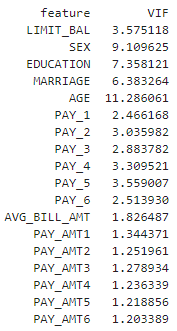 feature VIF
LIMIT_BAL 3.575118
SEX 9.109625
EDUCATION 7.358121
MARRIAGE 6.383264
AGE 11.286061
PAY_1 2.466168
PAY_2 3.035982
PAY_3 2.883782
PAY_4 3.309521
PAY_5 3.559007
PAY_6 2.513930
AVG_BILL_AMT 1.826487
PAY_AMT1 1.344371
PAY_AMT2 1.251961
PAY_AMT3 1.278934
PAY_AMT4 1.236339
PAY_AMT5 1.218856
PAY_AMT6 1.203389